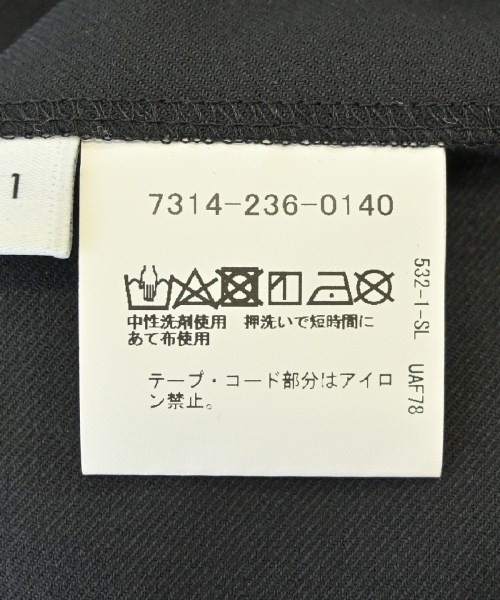 1
7314-236-0140
中性洗剤使用　押洗いで短時間に
あて布使用
テープ・コード部分はアイロ
ン禁止。
532-1-SL　UAF78